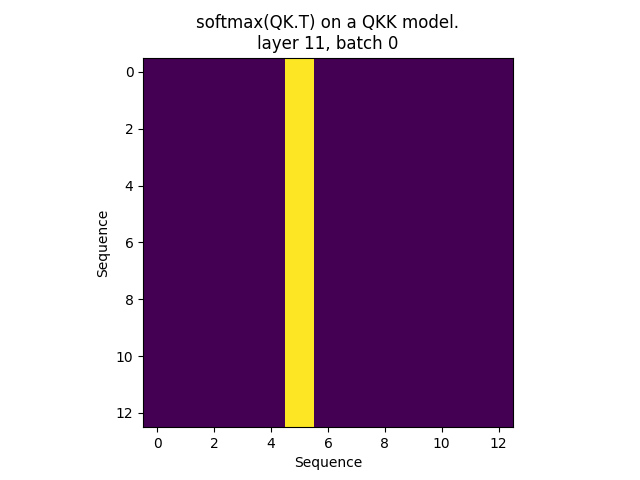 softmax(QK.T) on a QKK model.
layer 11, batch 0
0
2
4
6
8
10
12
Sequence
0 2 4 6 8 10 12
Sequence